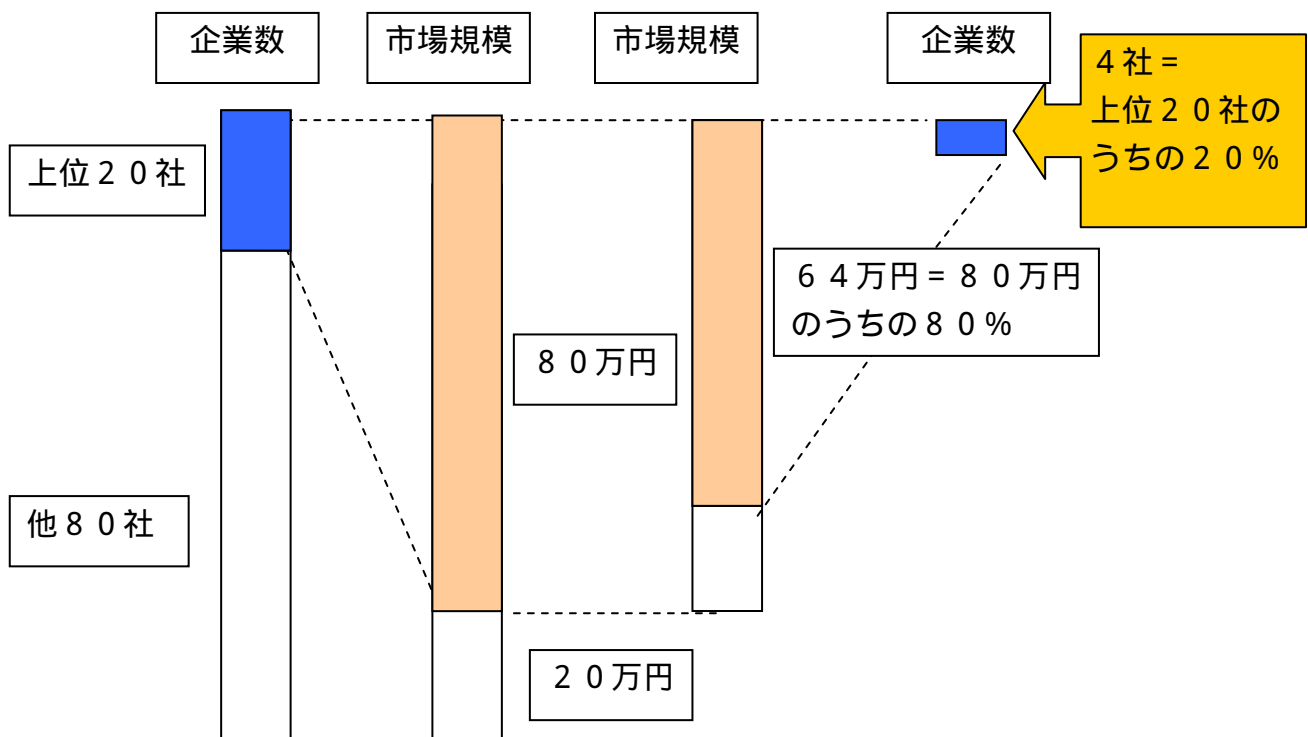 企業数
市場規模
市場規模
企業数
4社=
上位20社の
うちの20%
上位20社
64万円=80万円
のうちの80%
80万円
他80社
20万円